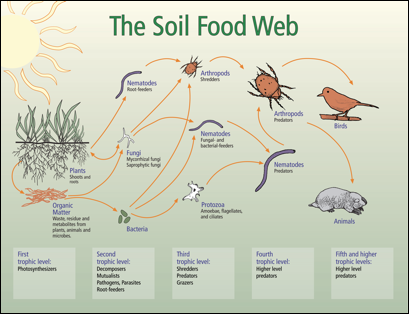 The Soil Food Web
Nematodes
Root-feeders
Arthropods
Shredders
Arthropods
Predators
Birds
Plants
Shoots and
roots
Fungi
Mycorrhizal fungi
Saprophytic fungi
Nematodes
Fungal- and
bacterial-feeders
Nematodes
Predators
Organic
Matter
Waste, residue and
metabolites from
plants, animals and
microbes.
Bacteria
Protozoa
Amoebae, flagellates,
and ciliates
Animals
First
trophic level:
Photosynthesizers
Second
trophic level:
Decomposers
Mutualists
Pathogens, Parasites
Root-feeders
Third
trophic level:
Shredders
Predators
Grazers
Fourth
trophic level:
Higher level
predators
Fifth and higher
trophic levels:
Higher level
predators